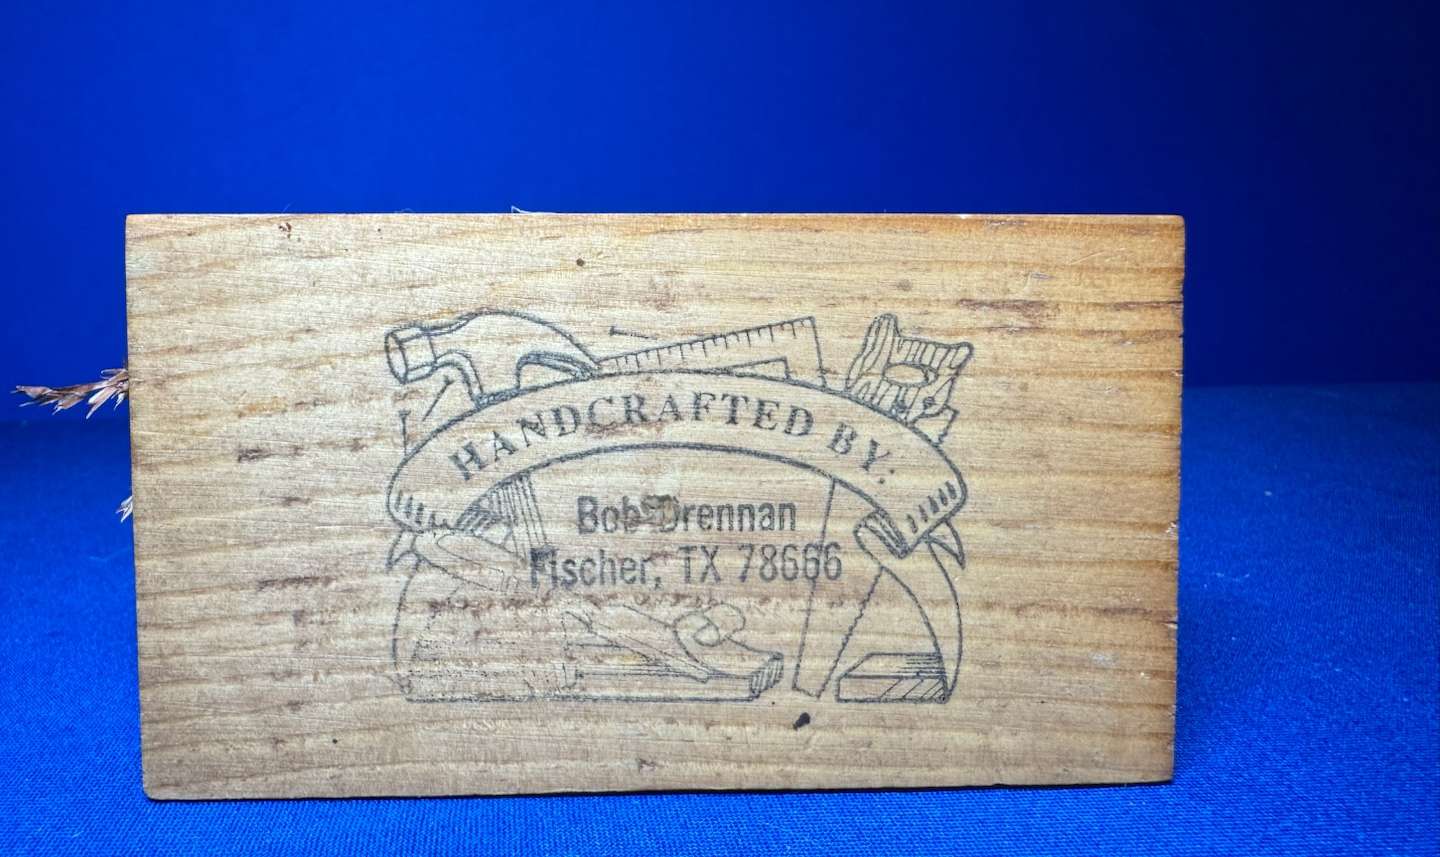 HANDCRAFTED BY:
Bob Drennan
Fischer, TX 78666